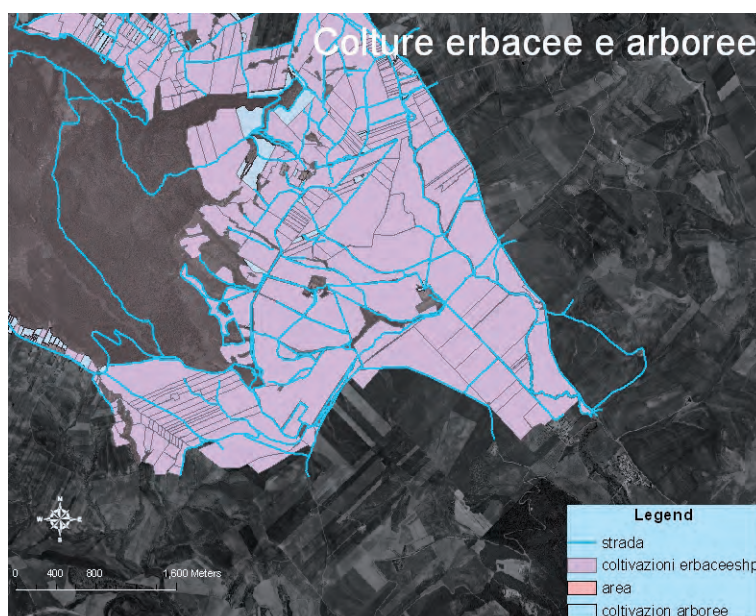 Colture erbacee e arboree
N
W E
S
0 400 800 1,600 Meters
Legend
strada
coltivazioni erbaceeshp
area
coltivazion arboree